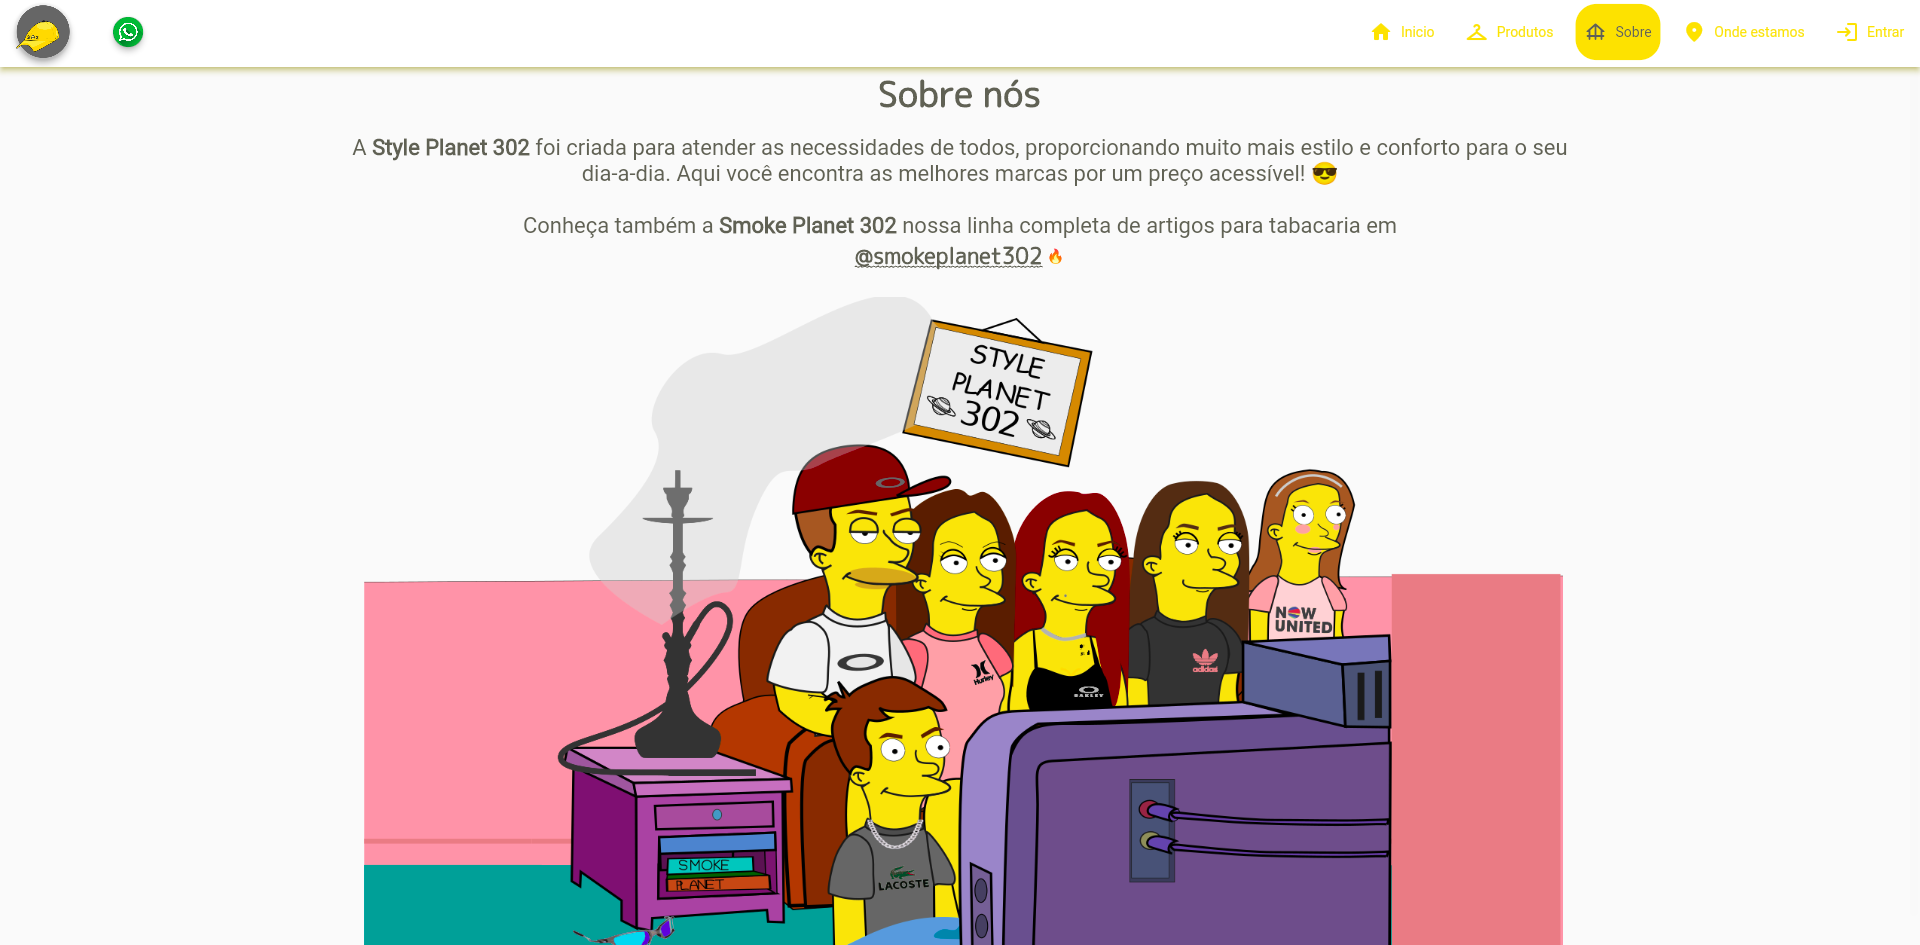 Inicio
Produtos
Sobre
Onde estamos
Entrar
Sobre nós
A Style Planet 302 foi criada para atender as necessidades de todos, proporcionando muito mais estilo e conforto para o seu
dia-a-dia. Aqui você encontra as melhores marcas por um preço acessível! 😎
Conheça também a Smoke Planet 302 nossa linha completa de artigos para tabacaria em
@smokeplanet302 🔥
STYLE
PLANET
302
NOW
UNITED
Hurley
adidas
OAKLEY
LACOSTE
SMOKE
PLANET